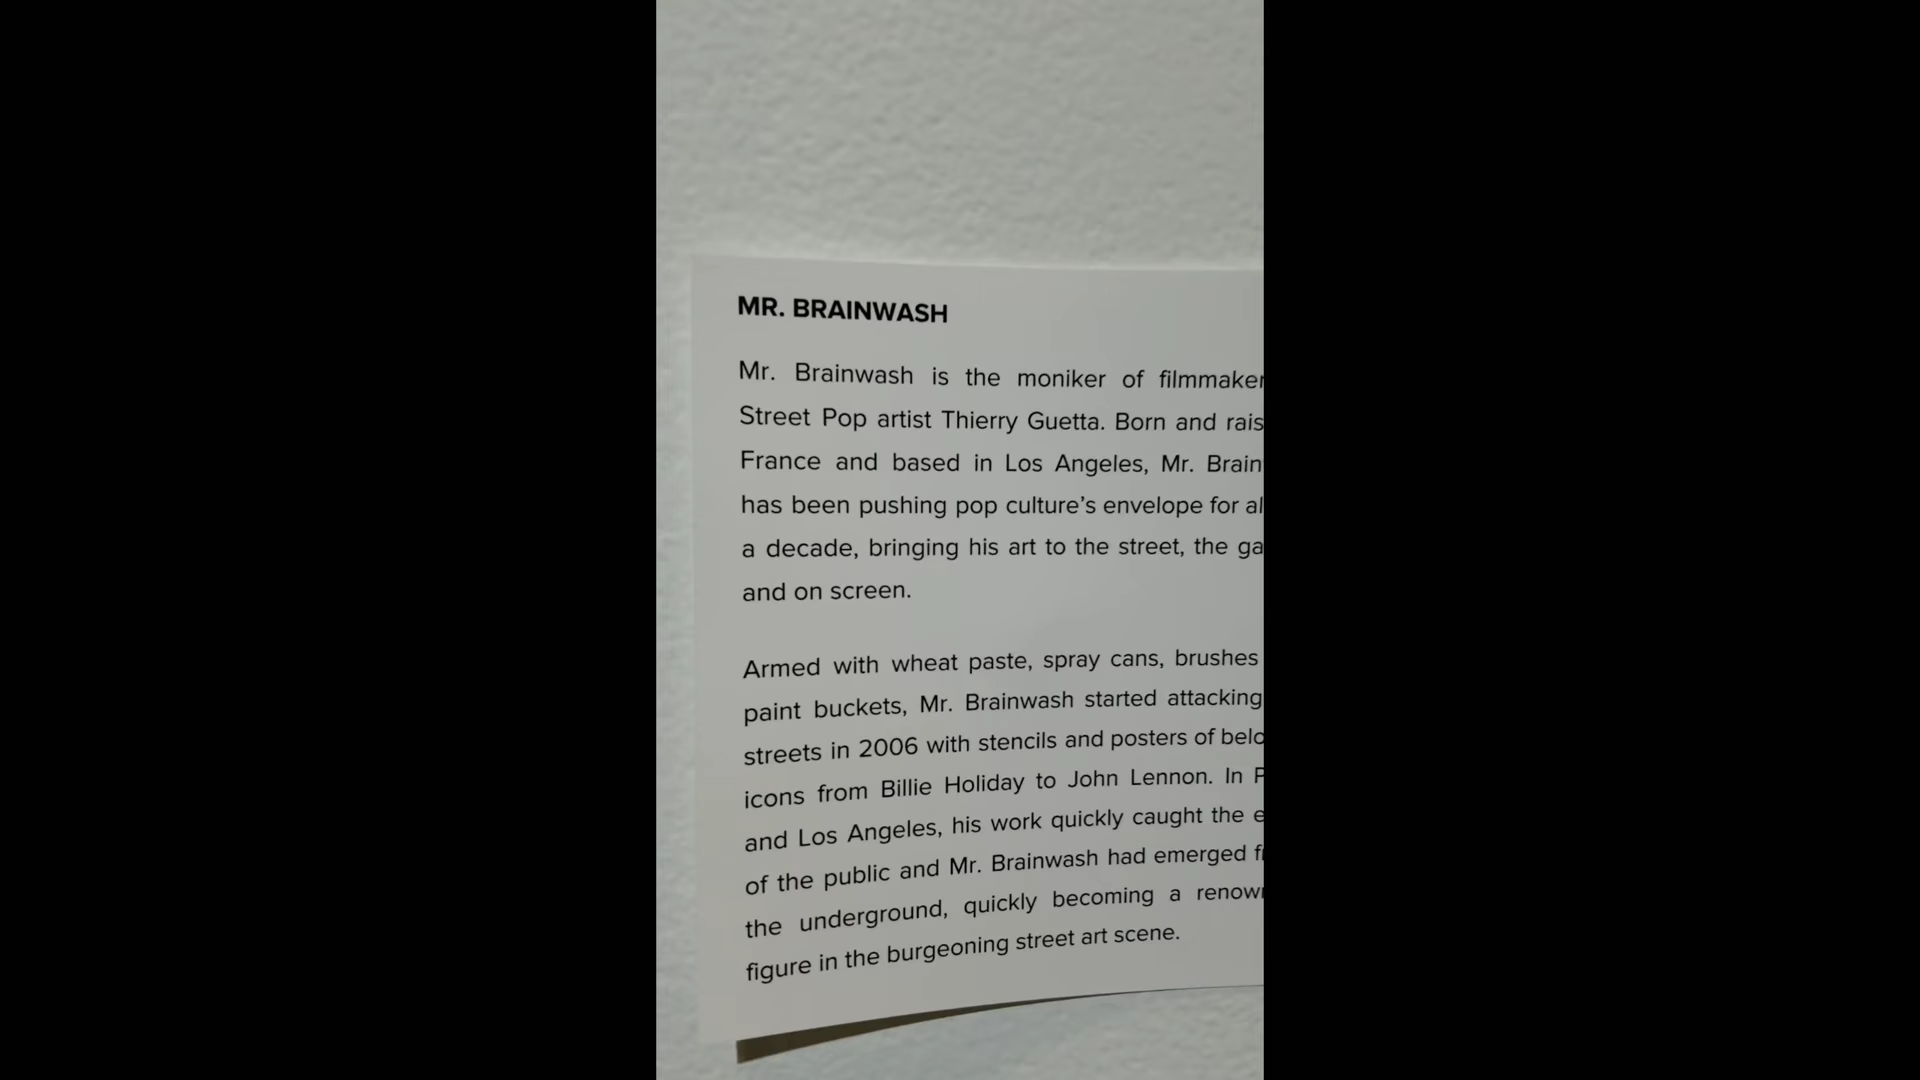 MR. BRAINWASH
Mr. Brainwash is the moniker of filmmaker
Street Pop artist Thierry Guetta. Born and rais
France and based in Los Angeles, Mr. Brain
has been pushing pop culture’s envelope for al
a decade, bringing his art to the street, the ga
and on screen.
Armed with wheat paste, spray cans, brushes
paint buckets, Mr. Brainwash started attacking
streets in 2006 with stencils and posters of belo
icons from Billie Holiday to John Lennon. In P
and Los Angeles, his work quickly caught the e
of the public and Mr. Brainwash had emerged f
the underground, quickly becoming a renow
figure in the burgeoning street art scene.